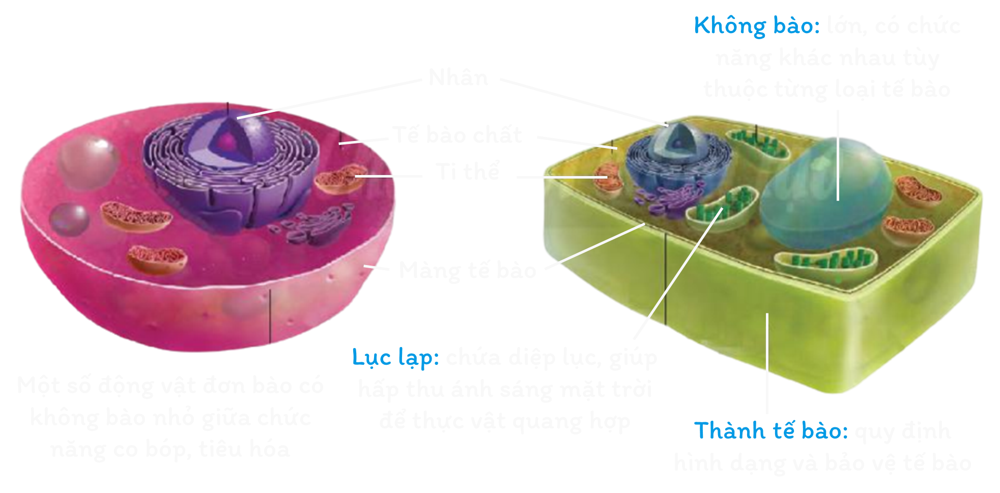 Không bào: lớn, có chức
năng khác nhau tùy
thuộc từng loại tế bào
Nhân
Tế bào chất
Ti thể
Màng tế bào
Lục lạp: chứa diệp lục, giúp
hấp thu ánh sáng mặt trời
để thực vật quang hợp
Một số động vật đơn bào có
không bào nhỏ giữa chức
năng co bóp, tiêu hóa
Thành tế bào: quy định
hình dạng và bảo vệ tế bào